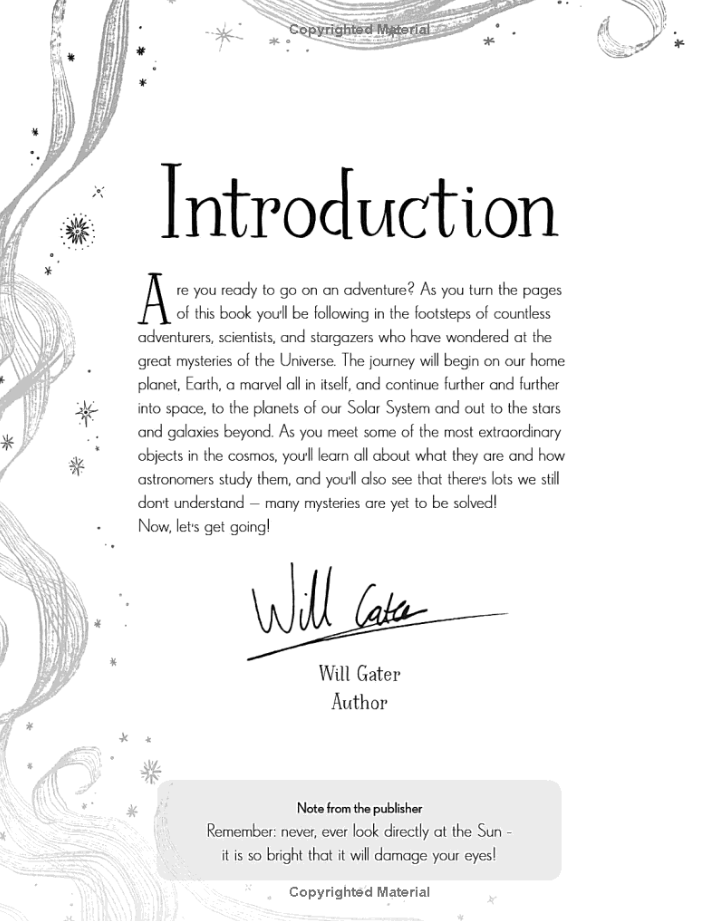 Copyrighted Material
Introduction
Are you ready to go on an adventure? As you turn the pages
of this book you'll be following in the footsteps of countless
adventurers, scientists, and stargazers who have wondered at the
great mysteries of the Universe. The journey will begin on our home
planet, Earth, a marvel all in itself, and continue further and further
into space, to the planets of our Solar System and out to the stars
and galaxies beyond. As you meet some of the most extraordinary
objects in the cosmos, you'll learn all about what they are and how
astronomers study them, and you'll also see that there's lots we still
don't understand – many mysteries are yet to be solved!
Now, let's get going!
Will Gater
Will Gater
Author
Note from the publisher
Remember: never, ever look directly at the Sun -
it is so bright that it will damage your eyes!
Copyrighted Material